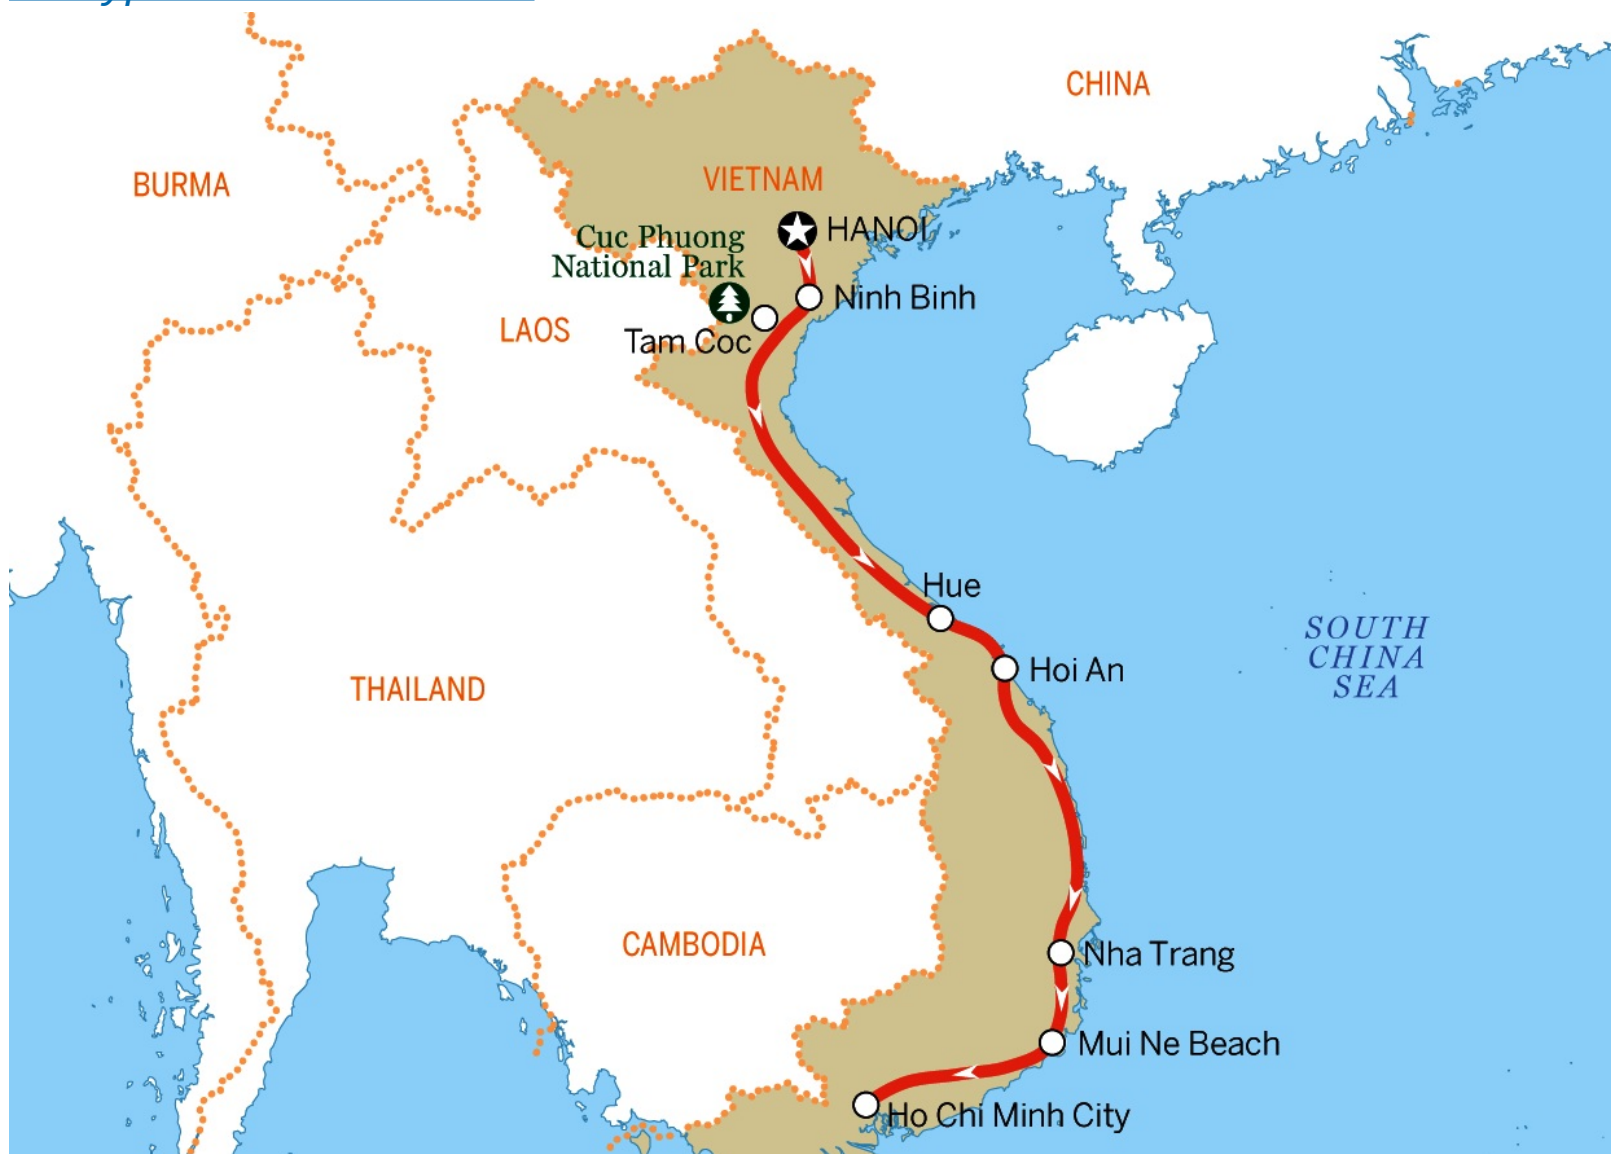 CHINA
BURMA
VIETNAM
HANOI
Cuc Phuong
National Park
Ninh Binh
LAOS
Tam Coc
Hue
SOUTH
CHINA
SEA
Hoi An
THAILAND
CAMBODIA
Nha Trang
Mui Ne Beach
Ho Chi Minh City